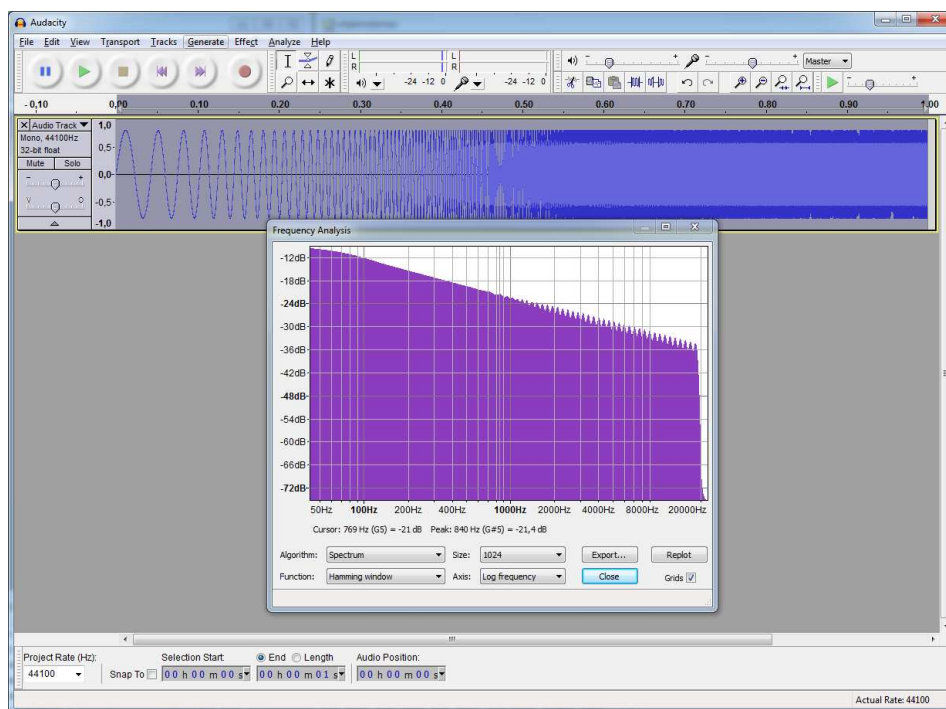 Audacity
File Edit View Transport Tracks Generate Effect Analyze Help
L
R
-24 -12 0
L
R
-24 -12 0
- +
- +
Master
- +
- 0,10 0,00 0.10 0.20 0.30 0.40 0.50 0.60 0.70 0.80 0.90 1.00
X Audio Track
Mono, 44100Hz
32-bit float
Mute Solo
- +
1,0
0,5-
0,0-
-0,5-
-1,0
Frequency Analysis
-12dB
-18dB
-24dB
-30dB
-36dB
-42dB
-48dB
-54dB
-60dB
-66dB
-72dB
50Hz 100Hz 200Hz 400Hz 1000Hz 2000Hz 4000Hz 8000Hz 20000Hz
Cursor: 769 Hz (G5) = -21 dB Peak: 840 Hz (G#5) = -21,4 dB
Algorithm: Spectrum Size: 1024 Export... Replot
Function: Hamming window Axis: Log frequency Close Grids
Project Rate (Hz): Selection Start: End Length Audio Position:
44100 Snap To 00 h 00 m 00 s 00 h 00 m 01 s 00 h 00 m 00 s
Actual Rate: 44100